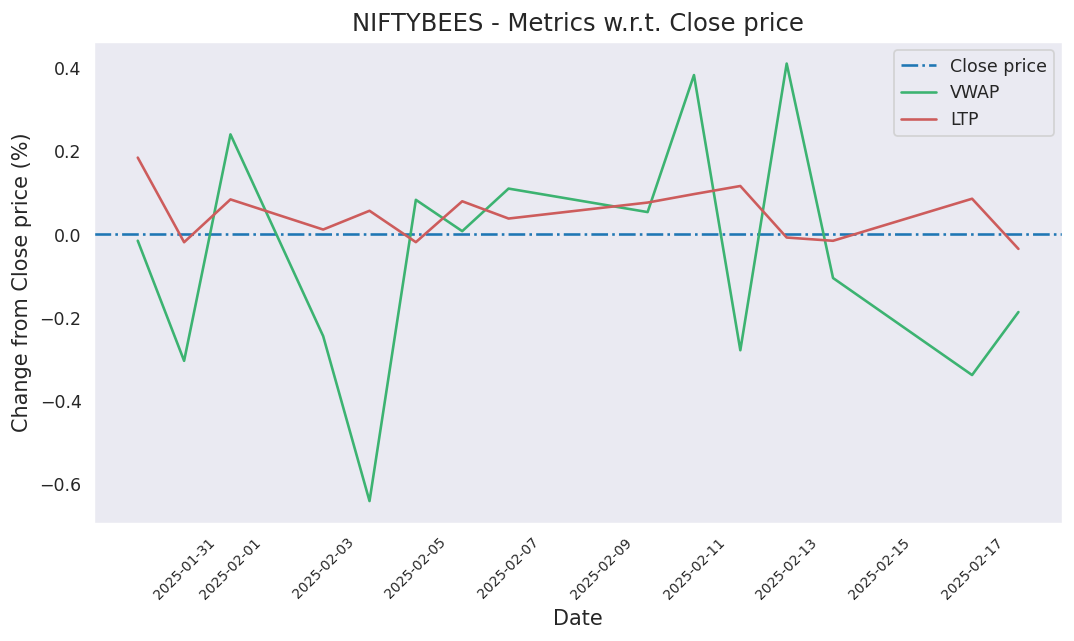 NIFTYBEES - Metrics w.r.t. Close price
Close price
VWAP
LTP
Change from Close price (%)
0.4
0.2
0.0
−0.2
−0.4
−0.6
2025-01-31
2025-02-01
2025-02-03
2025-02-05
2025-02-07
2025-02-09
2025-02-11
2025-02-13
2025-02-15
2025-02-17
Date